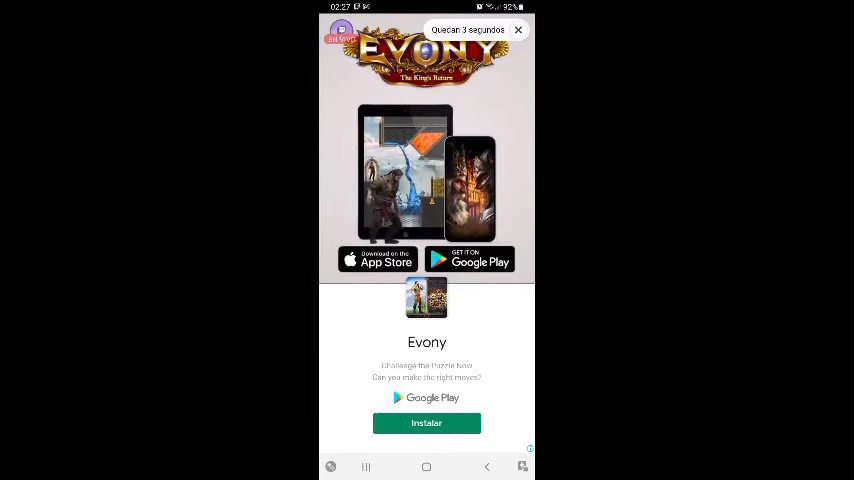 02:27
92%
EN VIVO
Quedan 3 segundos
EVONY
The King's Return
Download on the
App Store
GET IT ON
Google Play
Evony
Challenge the Puzzle Now
Can you make the right moves?
Google Play
Instalar